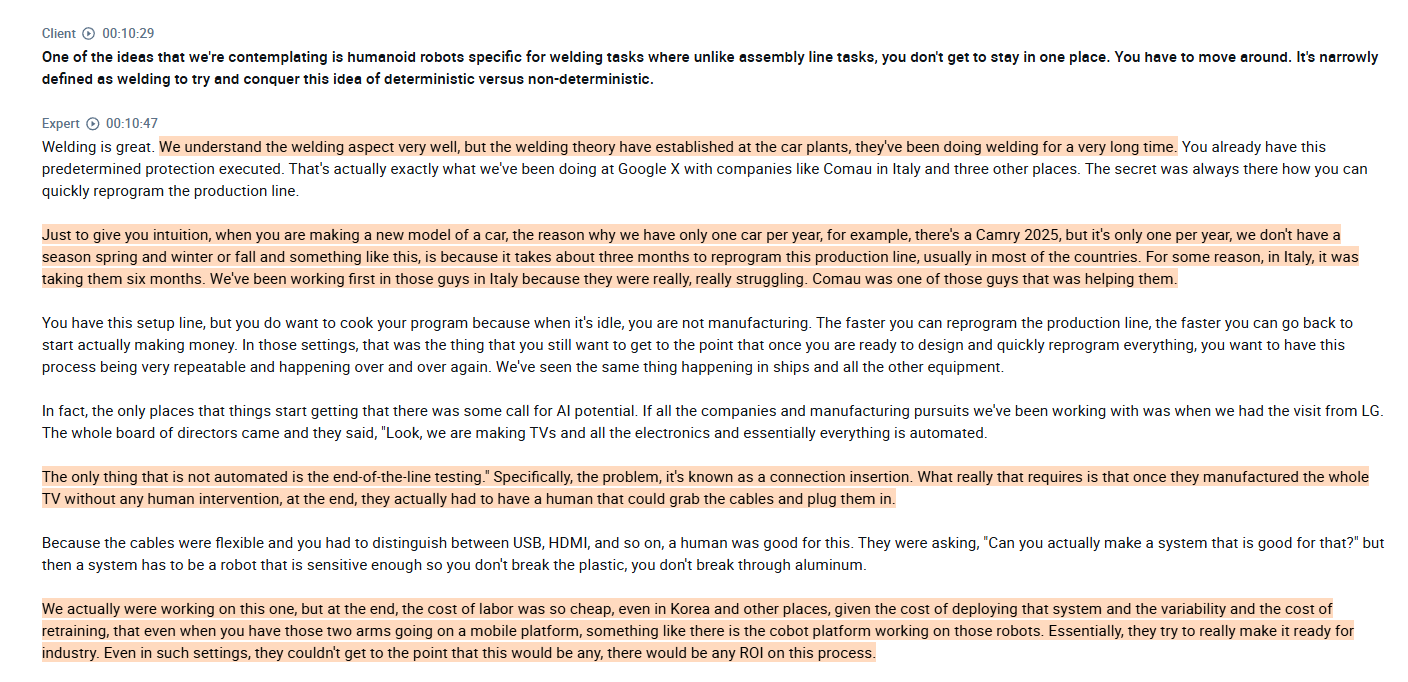 Client 00:10:29
One of the ideas that we're contemplating is humanoid robots specific for welding tasks where unlike assembly line tasks, you don't get to stay in one place. You have to move around. It's narrowly
defined as welding to try and conquer this idea of deterministic versus non-deterministic.
Expert 00:10:47
Welding is great. We understand the welding aspect very well, but the welding theory have established at the car plants, they've been doing welding for a very long time. You already have this
predetermined protection executed. That's actually exactly what we've been doing at Google X with companies like Comau in Italy and three other places. The secret was always there how you can
quickly reprogram the production line.
Just to give you intuition, when you are making a new model of a car, the reason why we have only one car per year, for example, there's a Camry 2025, but it's only one per year, we don't have a
season spring and winter or fall and something like this, is because it takes about three months to reprogram this production line, usually in most of the countries. For some reason, in Italy, it was
taking them six months. We've been working first in those guys in Italy because they were really, really struggling. Comau was one of those guys that was helping them.
You have this setup line, but you do want to cook your program because when it's idle, you are not manufacturing. The faster you can reprogram the production line, the faster you can go back to
start actually making money. In those settings, that was the thing that you still want to get to the point that once you are ready to design and quickly reprogram everything, you want to have this
process being very repeatable and happening over and over again. We've seen the same thing happening in ships and all the other equipment.
In fact, the only places that things start getting that there was some call for AI potential. If all the companies and manufacturing pursuits we've been working with was when we had the visit from LG.
The whole board of directors came and they said, "Look, we are making TVs and all the electronics and essentially everything is automated.
The only thing that is not automated is the end-of-the-line testing." Specifically, the problem, it's known as a connection insertion. What really that requires is that once they manufactured the whole
TV without any human intervention, at the end, they actually had to have a human that could grab the cables and plug them in.
Because the cables were flexible and you had to distinguish between USB, HDMI, and so on, a human was good for this. They were asking, "Can you actually make a system that is good for that?" but
then a system has to be a robot that is sensitive enough so you don't break the plastic, you don't break through aluminum.
We actually were working on this one, but at the end, the cost of labor was so cheap, even in Korea and other places, given the cost of deploying that system and the variability and the cost of
retraining, that even when you have those two arms going on a mobile platform, something like there is the cobot platform working on those robots. Essentially, they try to really make it ready for
industry. Even in such settings, they couldn't get to the point that this would be any, there would be any ROI on this process.